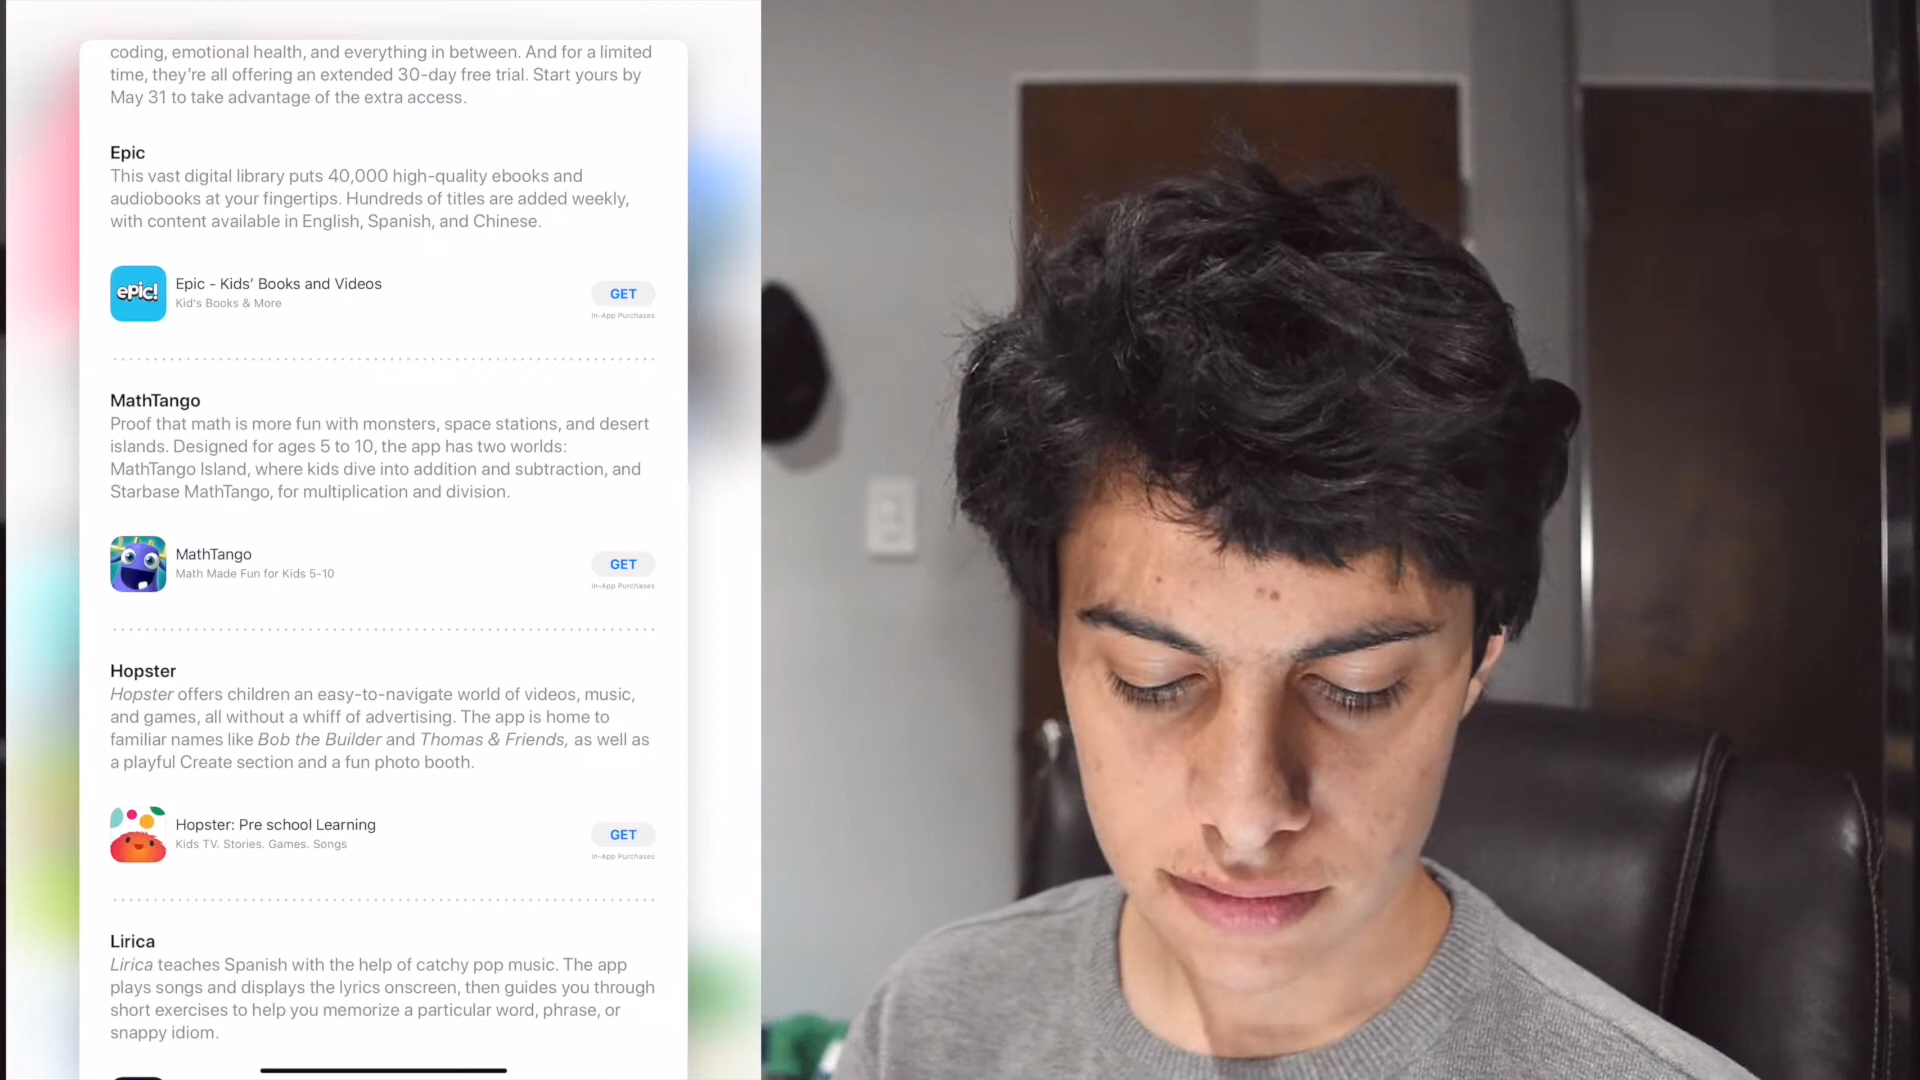 coding, emotional health, and everything in between. And for a limited
time, they’re all offering an extended 30-day free trial. Start yours by
May 31 to take advantage of the extra access.
Epic
This vast digital library puts 40,000 high-quality ebooks and
audiobooks at your fingertips. Hundreds of titles are added weekly,
with content available in English, Spanish, and Chinese.
epic!
Epic - Kids’ Books and Videos
Kid's Books & More
GET
In-App Purchases
MathTango
Proof that math is more fun with monsters, space stations, and desert
islands. Designed for ages 5 to 10, the app has two worlds:
MathTango Island, where kids dive into addition and subtraction, and
Starbase MathTango, for multiplication and division.
MathTango
Math Made Fun for Kids 5-10
GET
In-App Purchases
Hopster
Hopster offers children an easy-to-navigate world of videos, music,
and games, all without a whiff of advertising. The app is home to
familiar names like Bob the Builder and Thomas & Friends, as well as
a playful Create section and a fun photo booth.
Hopster: Pre school Learning
Kids TV. Stories. Games. Songs
GET
In-App Purchases
Lirica
Lirica teaches Spanish with the help of catchy pop music. The app
plays songs and displays the lyrics onscreen, then guides you through
short exercises to help you memorize a particular word, phrase, or
snappy idiom.